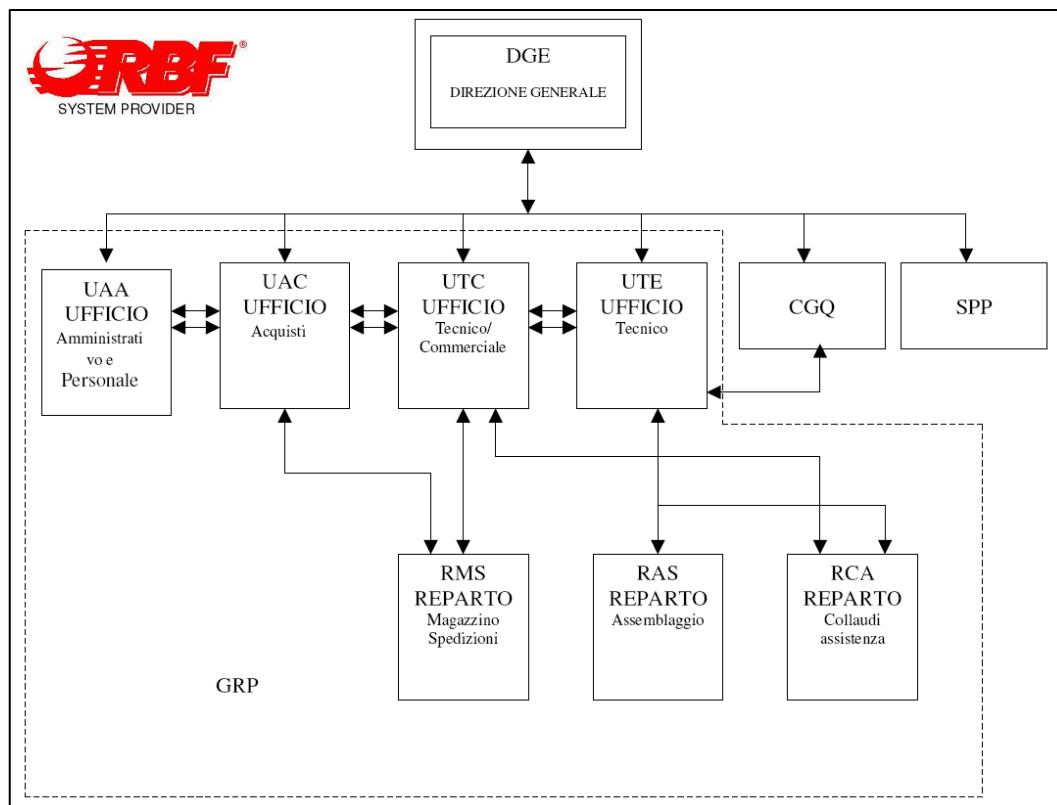 RBF®
SYSTEM PROVIDER
DGE
DIREZIONE GENERALE
UAA
UFFICIO
Amministrati
vo e
Personale
UAC
UFFICIO
Acquisti
UTC
UFFICIO
Tecnico/
Commerciale
UTE
UFFICIO
Tecnico
CGQ
SPP
RMS
REPARTO
Magazzino
Spedizioni
RAS
REPARTO
Assemblaggio
RCA
REPARTO
Collaudi
assistenza
GRP